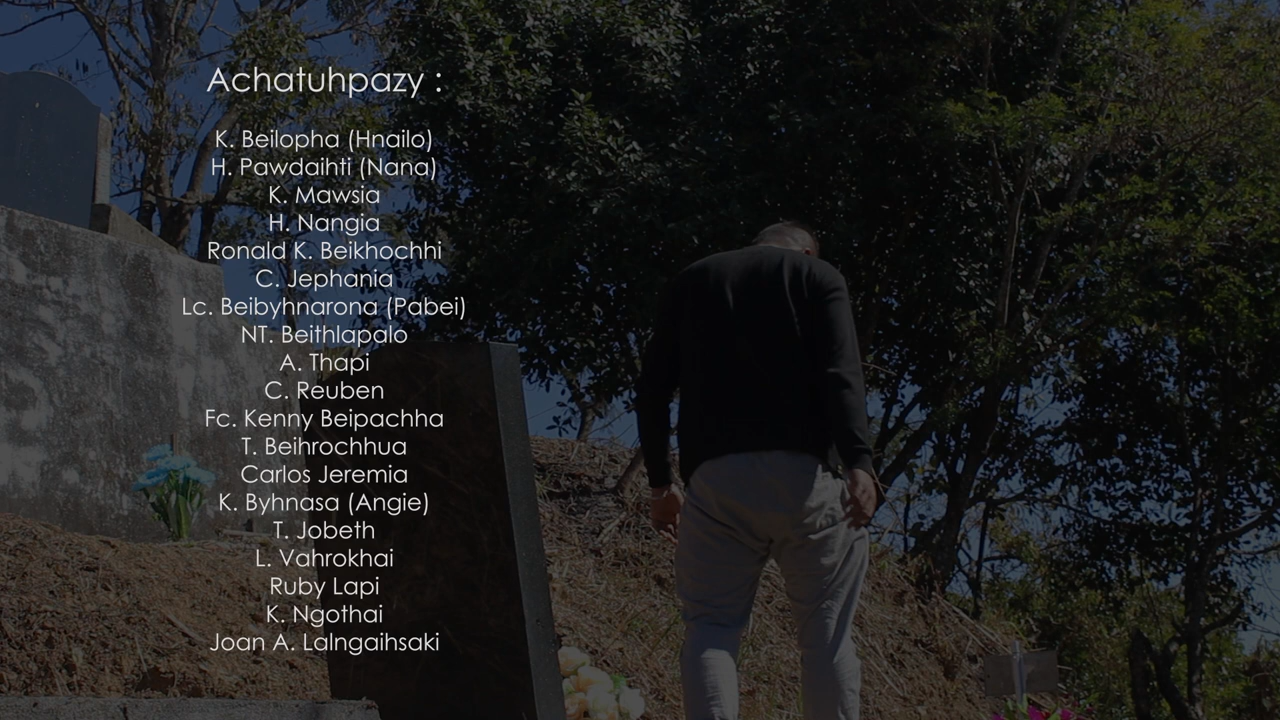 Achatuhpazy :
K. Beilopha (Hnailo)
H. Pawdaihti (Nana)
K. Mawsia
H. Nangia
Ronald K. Beikhochhi
C. Jephania
Lc. Beibyhnarona (Pabei)
NT. Beithlapalo
A. Thapi
C. Reuben
Fc. Kenny Beipachha
T. Beihrochhua
Carlos Jeremia
K. Byhnasa (Angie)
T. Jobeth
L. Vahrokhai
Ruby Lapi
K. Ngothai
Joan A. Lalngaihsaki